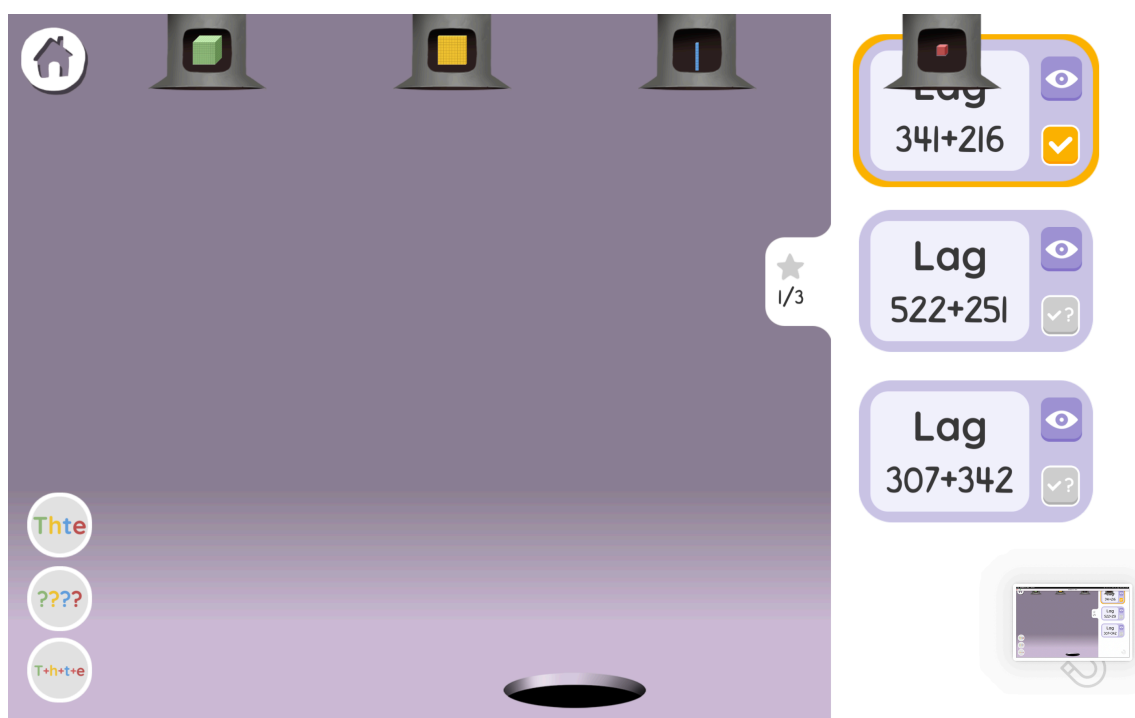 Lag
341+216
1/3
Lag
522+251
Lag
307+342
Thte
????
T+h+t+e
?
?